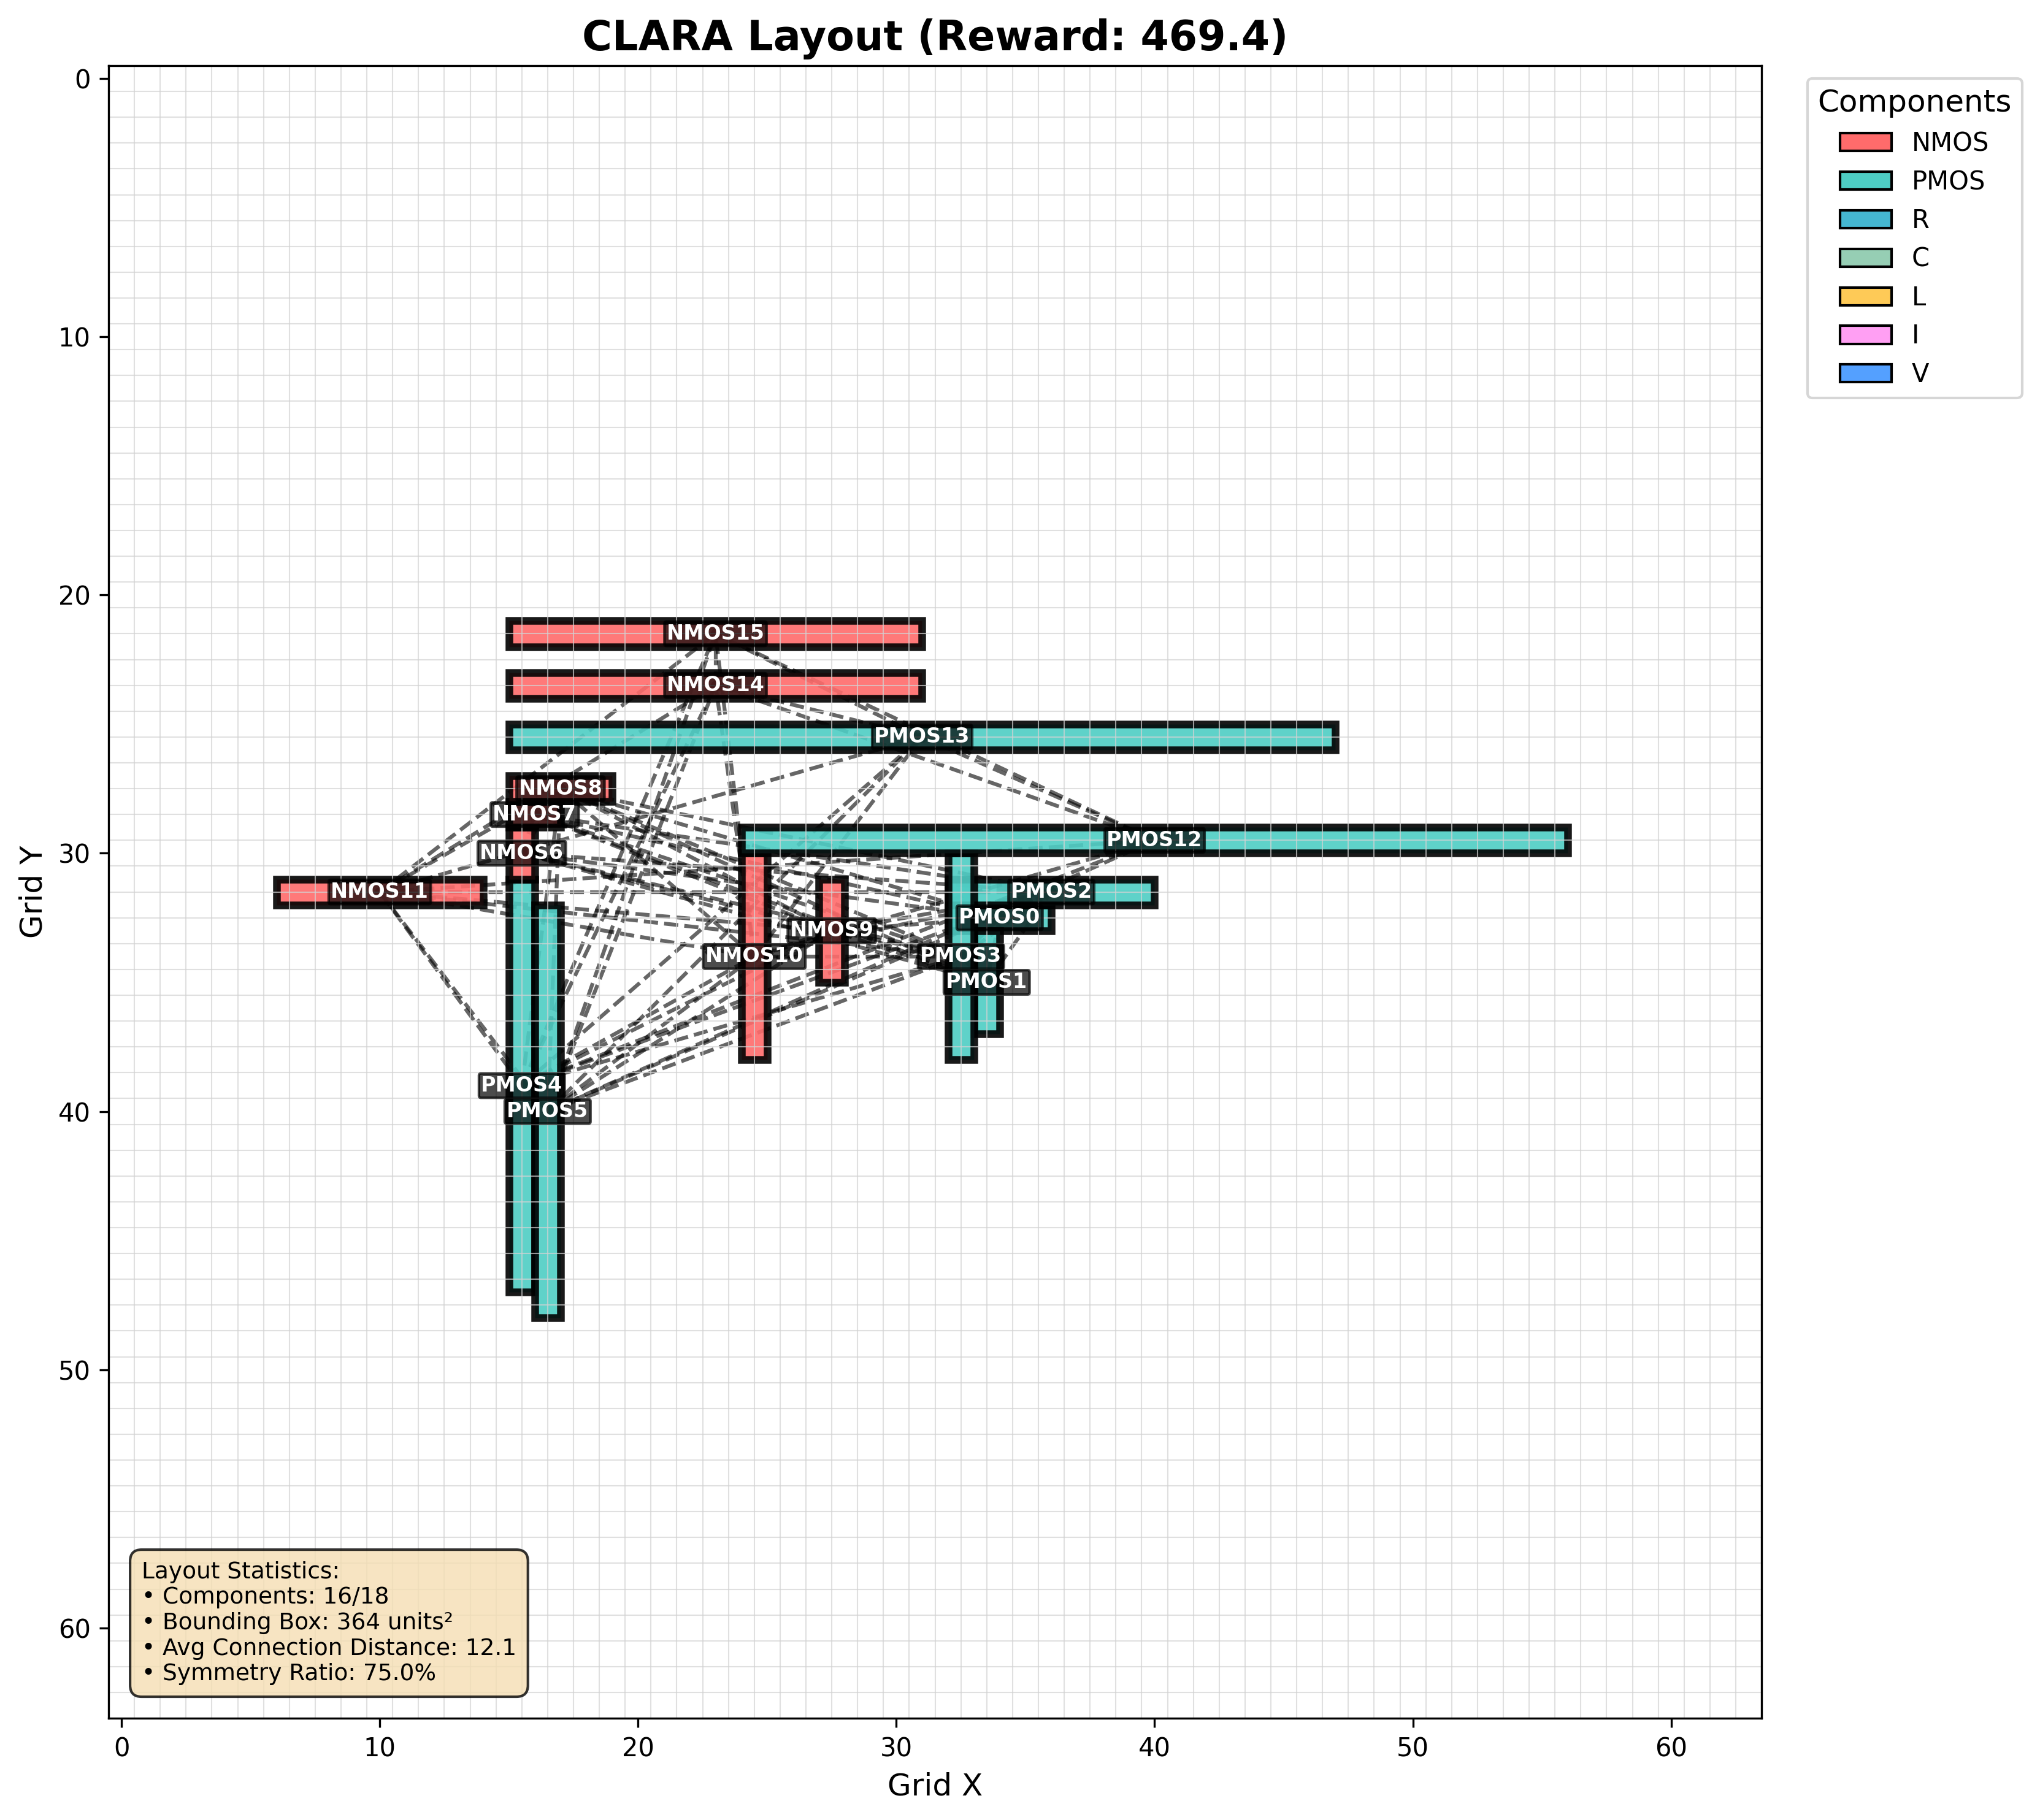 CLARA Layout (Reward: 469.4)
Components
NMOS
PMOS
R
C
L
I
V
0
10
20
30
40
50
60
Grid Y
NMOS15
NMOS14
PMOS13
NMOS8
NMOS7
PMOS12
NMOS6
NMOS11
PMOS2
PMOS0
NMOS9
NMOS10
PMOS3
PMOS1
PMOS4
PMOS5
Layout Statistics:
• Components: 16/18
• Bounding Box: 364 units²
• Avg Connection Distance: 12.1
• Symmetry Ratio: 75.0%
0
10
20
30
40
50
60
Grid X